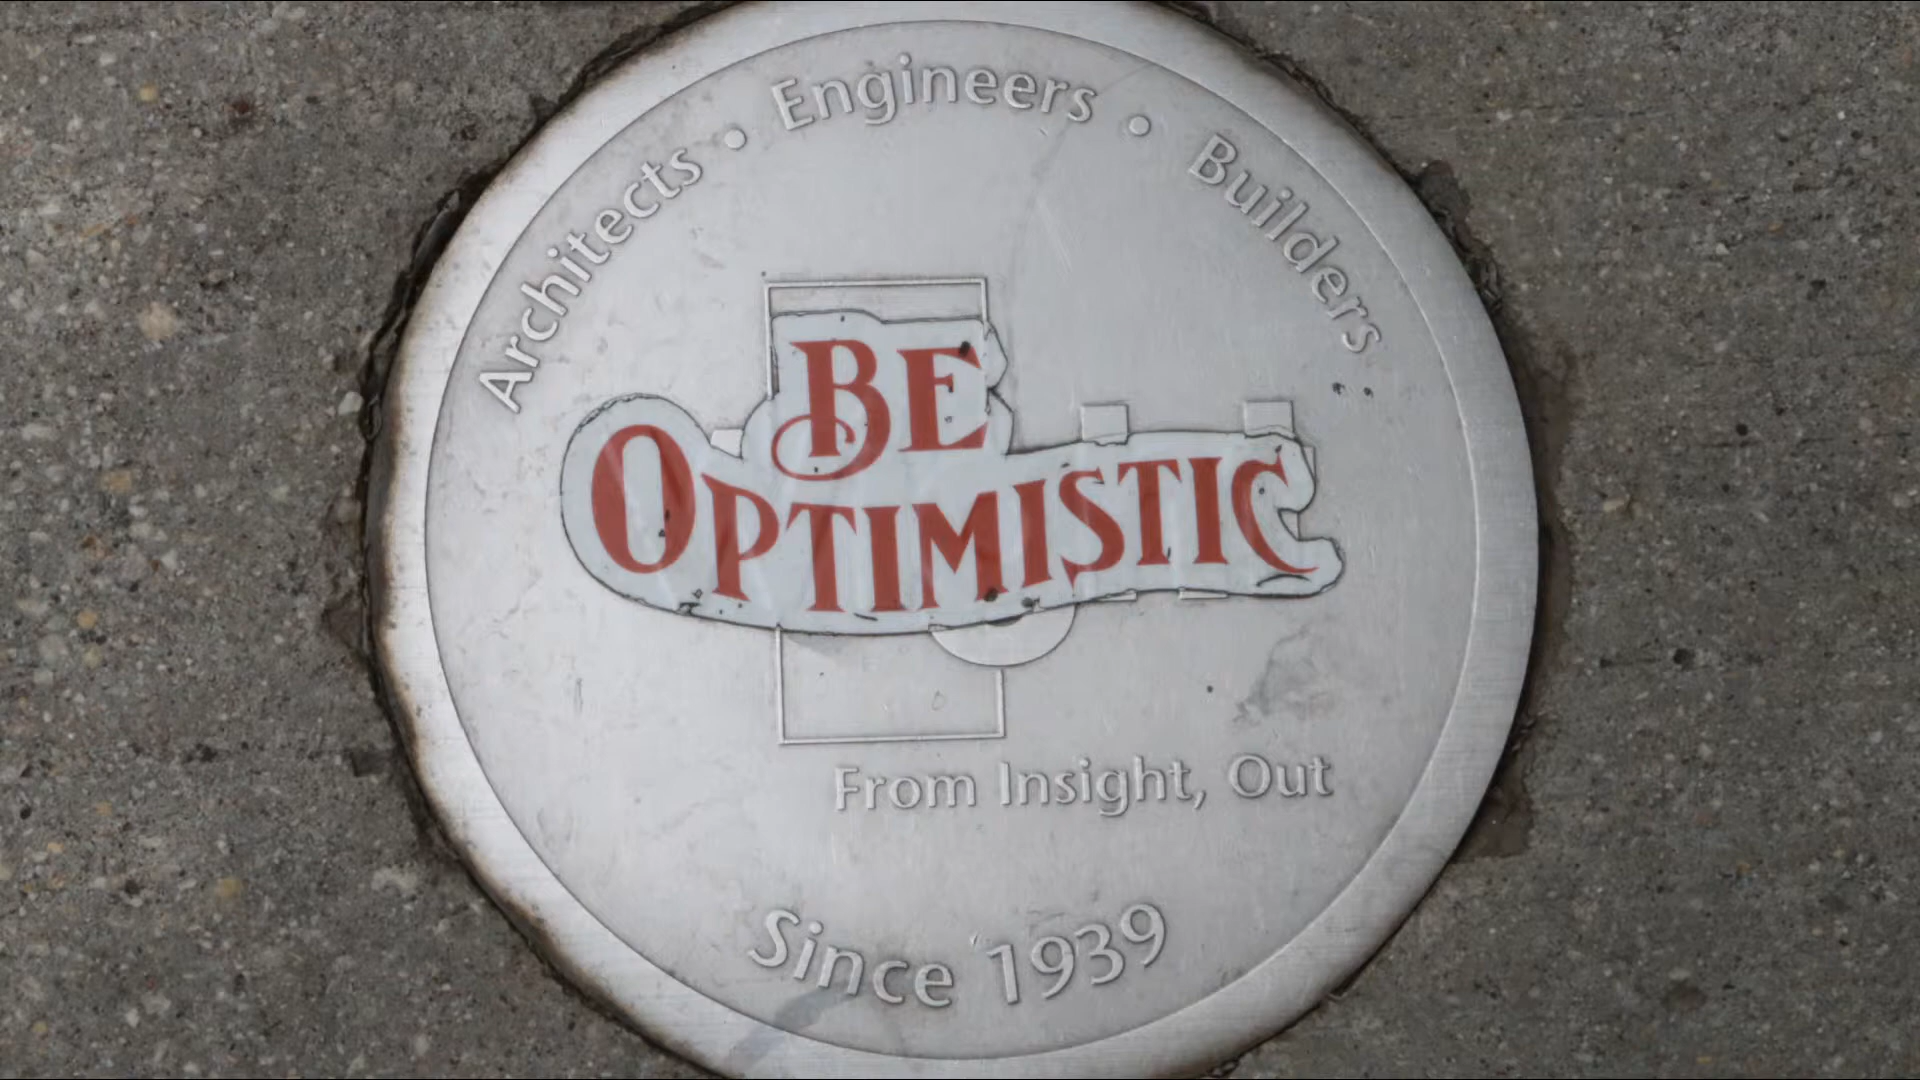 Architects • Engineers • Builders
BE
OPTIMISTIC
From Insight, Out
Since 1939